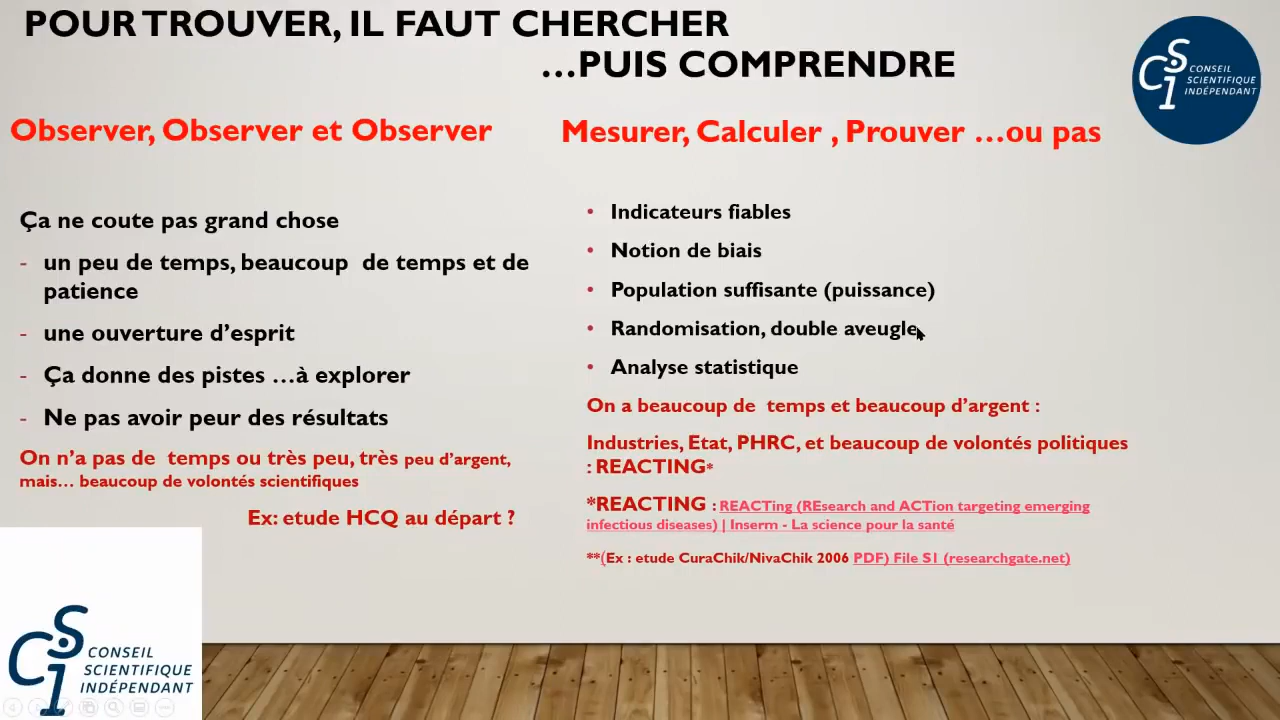 POUR TROUVER, IL FAUT CHERCHER
…PUIS COMPRENDRE
CSI CONSEIL
SCIENTIFIQUE
INDÉPENDANT
Observer, Observer et Observer
Ça ne coute pas grand chose
- un peu de temps, beaucoup de temps et de
patience
- une ouverture d’esprit
- Ça donne des pistes …à explorer
- Ne pas avoir peur des résultats
On n’a pas de temps ou très peu, très peu d’argent,
mais… beaucoup de volontés scientifiques
Ex: etude HCQ au départ ?
Mesurer, Calculer , Prouver …ou pas
• Indicateurs fiables
• Notion de biais
• Population suffisante (puissance)
• Randomisation, double aveugle
• Analyse statistique
On a beaucoup de temps et beaucoup d’argent :
Industries, Etat, PHRC, et beaucoup de volontés politiques
: REACTING*
*REACTING : REACTing (REsearch and ACTion targeting emerging
infectious diseases) | Inserm - La science pour la santé
**(Ex : etude CuraChik/NivaChik 2006 PDF) File S1 (researchgate.net)
CSI CONSEIL
SCIENTIFIQUE
INDÉPENDANT